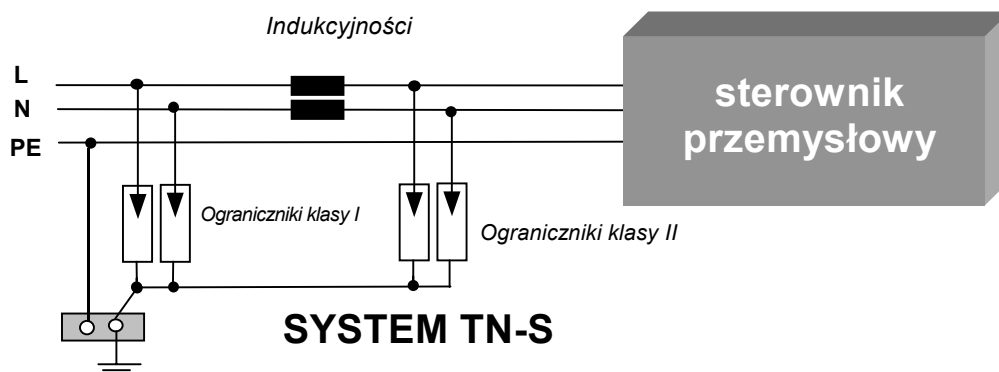 Indukcyjności
L
N
PE
sterownik
przemysłowy
Ograniczniki klasy I
Ograniczniki klasy II
SYSTEM TN-S